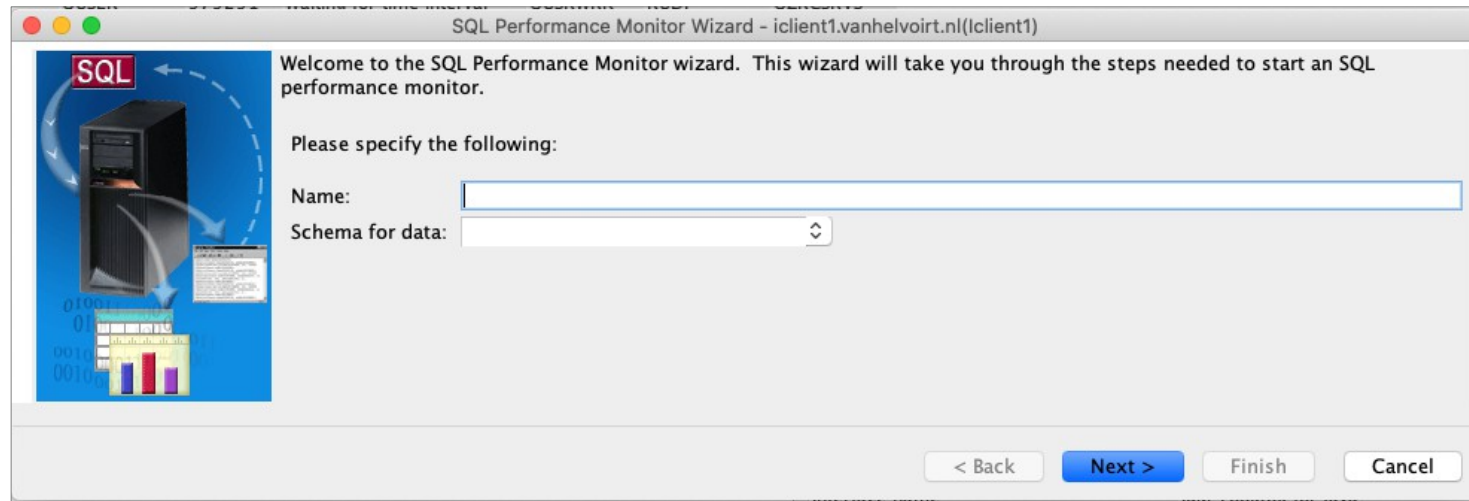 SQL Performance Monitor Wizard - iclient1.vanhelvoirt.nl(Iclient1)
SQL
Welcome to the SQL Performance Monitor wizard. This wizard will take you through the steps needed to start an SQL
performance monitor.
Please specify the following:
Name:
Schema for data:
< Back Next > Finish Cancel